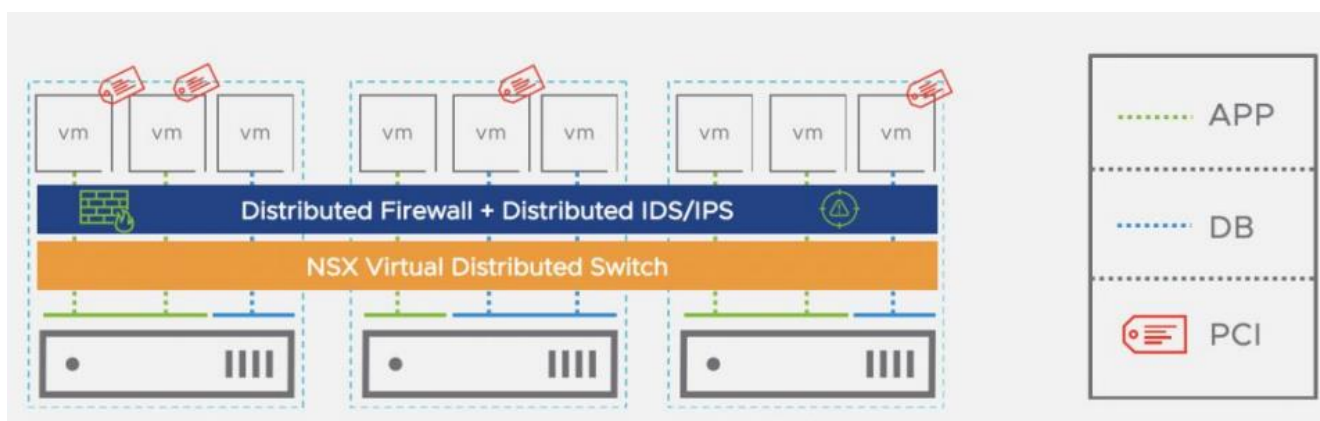 vm vm vm vm vm vm vm vm vm
Distributed Firewall + Distributed IDS/IPS
NSX Virtual Distributed Switch
APP
DB
PCI